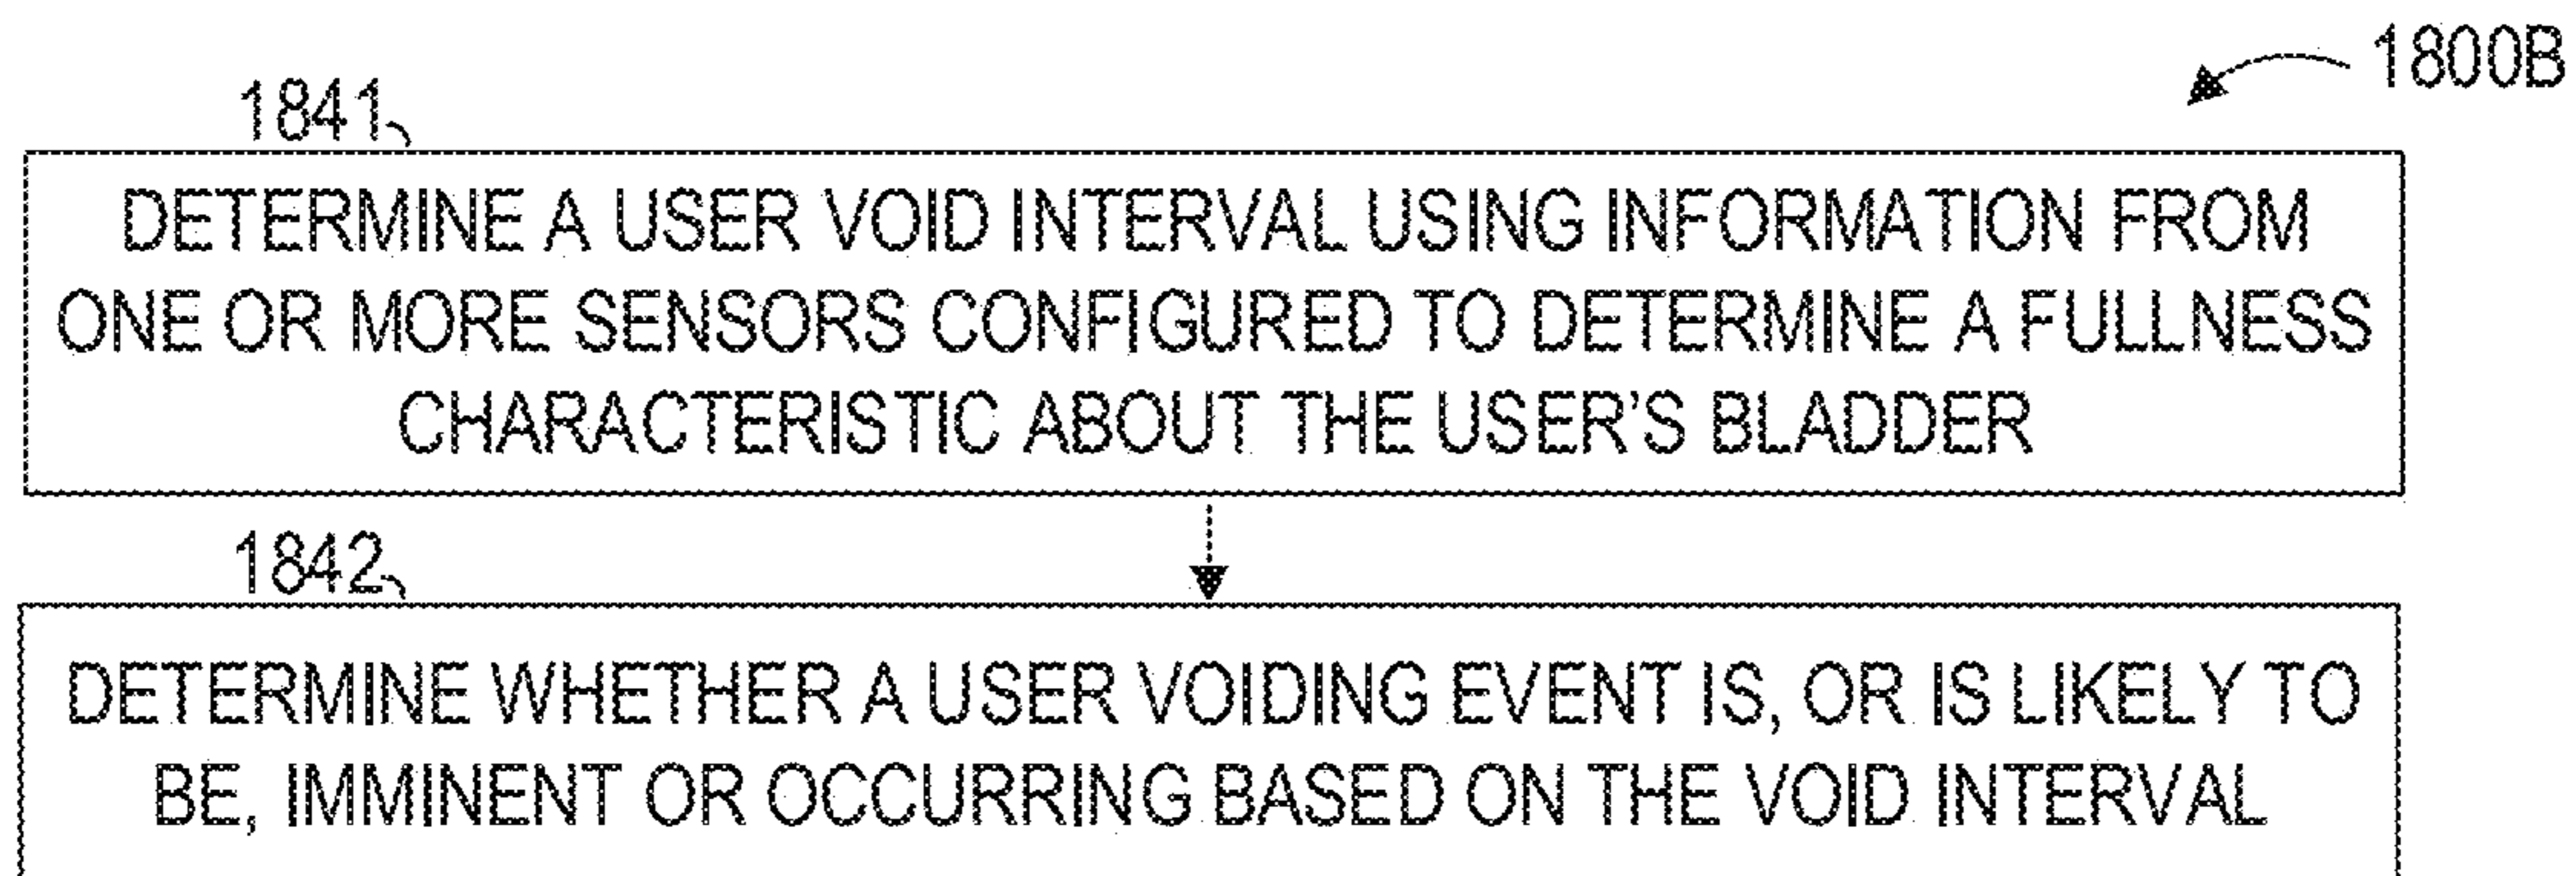 1800B
1841
DETERMINE A USER VOID INTERVAL USING INFORMATION FROM
ONE OR MORE SENSORS CONFIGURED TO DETERMINE A FULLNESS
CHARACTERISTIC ABOUT THE USER'S BLADDER
1842
DETERMINE WHETHER A USER VOIDING EVENT IS, OR IS LIKELY TO
BE, IMMINENT OR OCCURRING BASED ON THE VOID INTERVAL